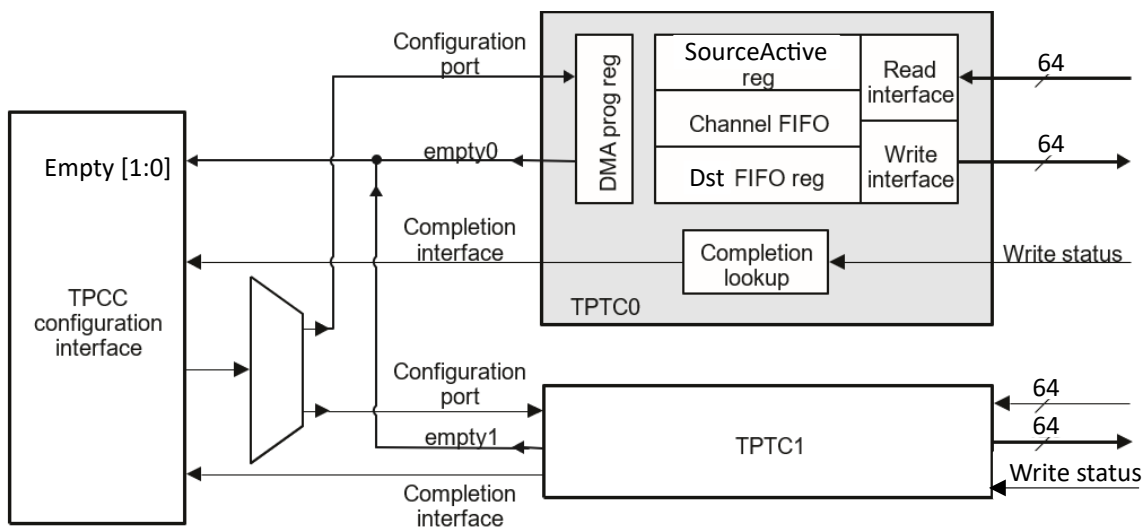 Configuration
port
DMA prog reg
SourceActive
reg
Channel FIFO
Dst FIFO reg
Read
interface
Write
interface
64
64
Empty [1:0]
empty0
Completion
interface
Completion
lookup
Write status
TPTC0
TPCC
configuration
interface
Configuration
port
empty1
Completion
interface
TPTC1
64
64
Write status